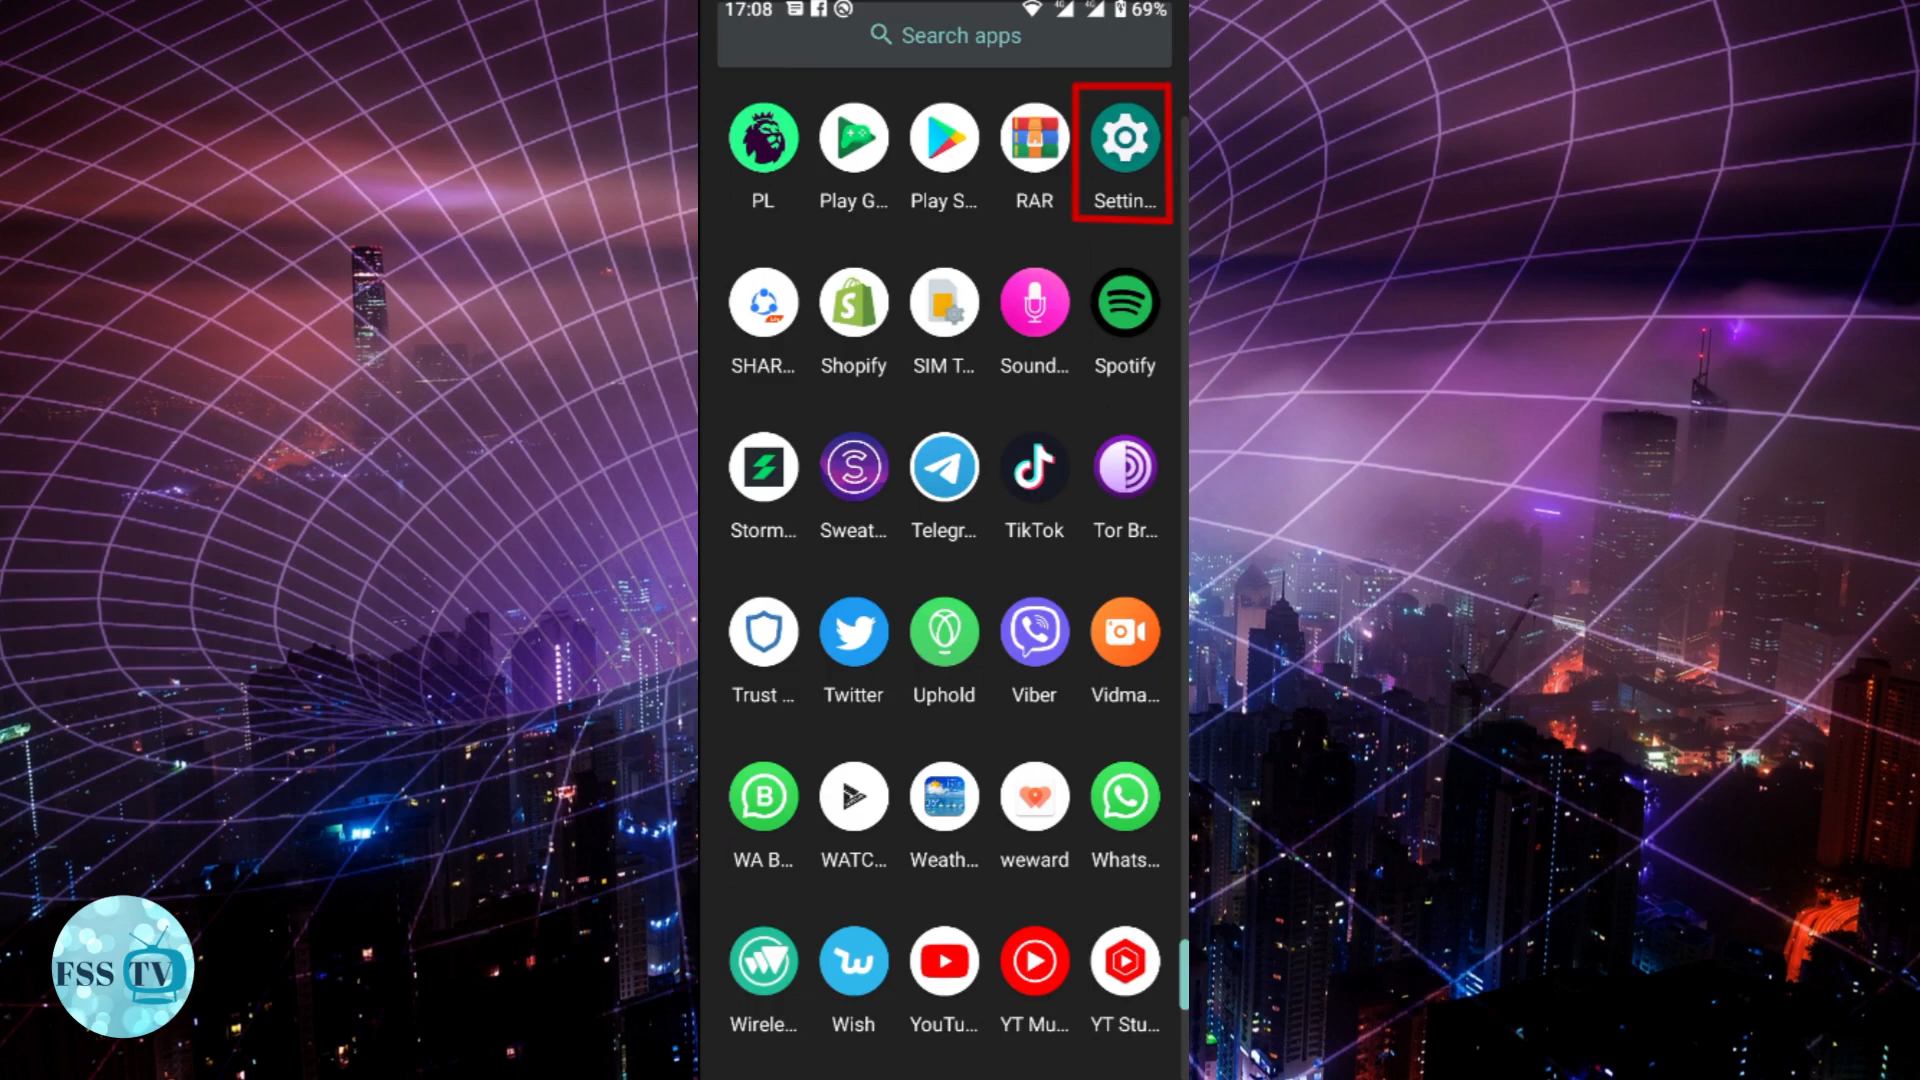 17:08 4G 4G 69%
Search apps
PL Play G... Play S... RAR Settin...
SHAR... Shopify SIM T... Sound... Spotify
Storm... Sweat... Telegr... TikTok Tor Br...
Trust ... Twitter Uphold Viber Vidma...
WA B... WATC... Weath... weward Whats...
Wirele... Wish YouTu... YT Mu... YT Stu...
FSS TV